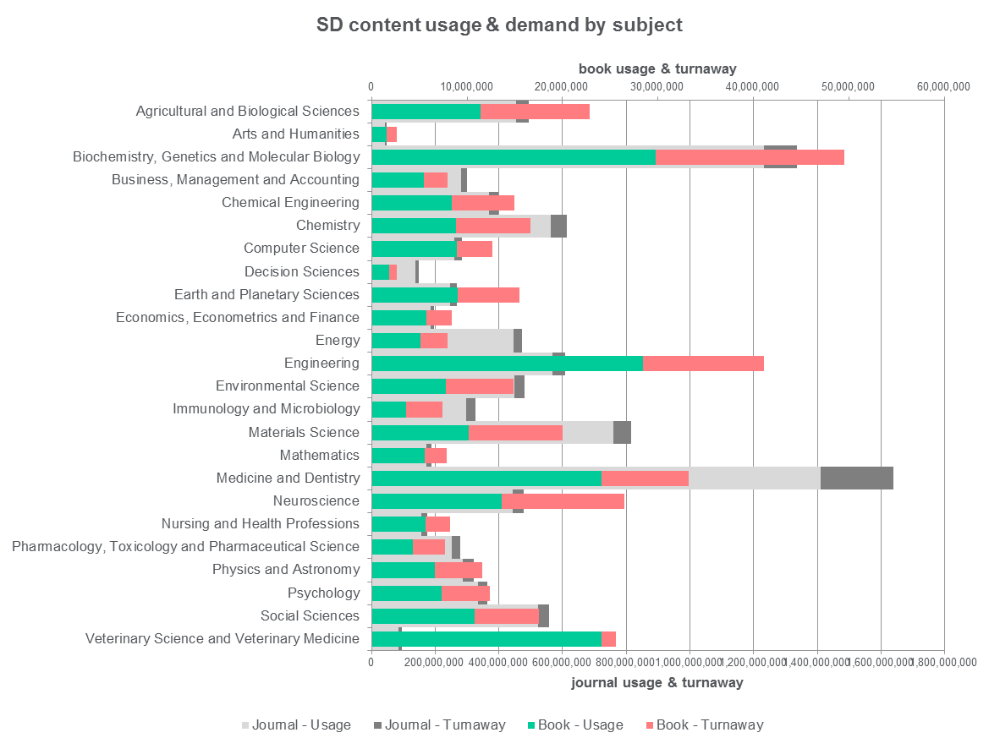 SD content usage & demand by subject
book usage & turnaway
0 10,000,000 20,000,000 30,000,000 40,000,000 50,000,000 60,000,000
Agricultural and Biological Sciences
Arts and Humanities
Biochemistry, Genetics and Molecular Biology
Business, Management and Accounting
Chemical Engineering
Chemistry
Computer Science
Decision Sciences
Earth and Planetary Sciences
Economics, Econometrics and Finance
Energy
Engineering
Environmental Science
Immunology and Microbiology
Materials Science
Mathematics
Medicine and Dentistry
Neuroscience
Nursing and Health Professions
Pharmacology, Toxicology and Pharmaceutical Science
Physics and Astronomy
Psychology
Social Sciences
Veterinary Science and Veterinary Medicine
0 200,000,000 400,000,000 600,000,000 800,000,000 1,000,000,000 1,200,000,000 1,400,000,000 1,600,000,000 1,800,000,000
journal usage & turnaway
Journal - Usage Journal - Turnaway Book - Usage Book - Turnaway